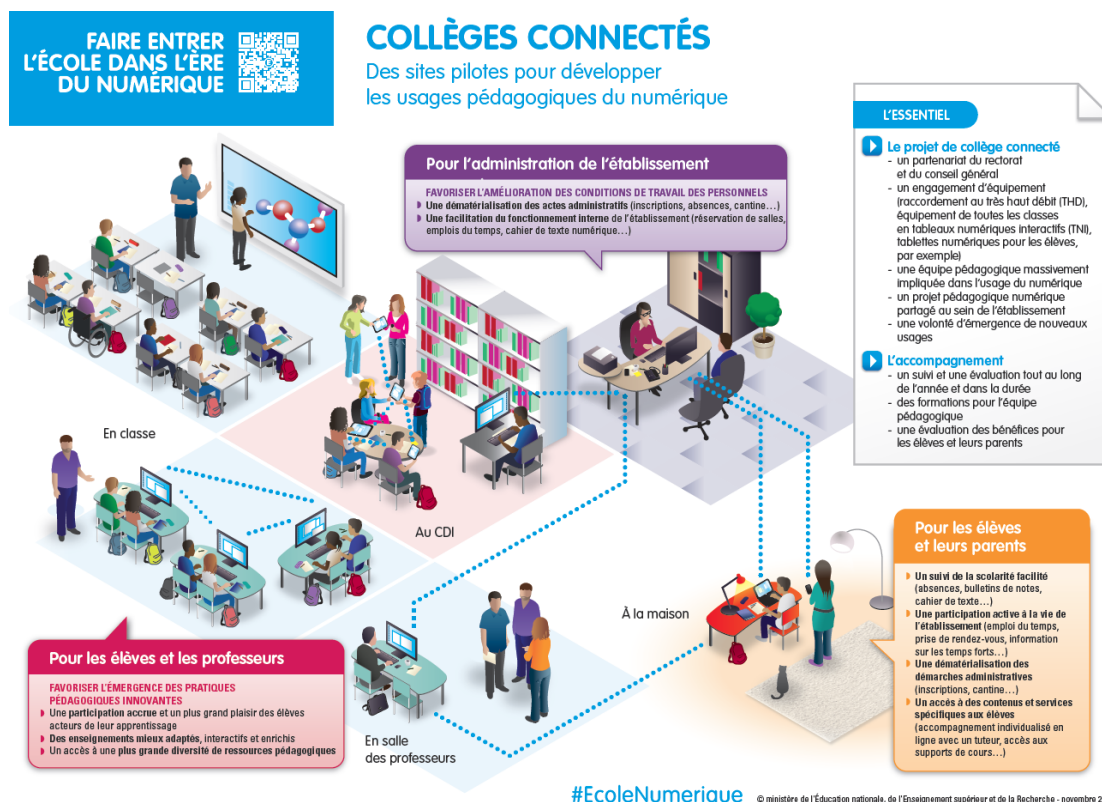 FAIRE ENTRER
L'ÉCOLE DANS L'ÈRE
DU NUMÉRIQUE
COLLÈGES CONNECTÉS
Des sites pilotes pour développer
les usages pédagogiques du numérique
L'ESSENTIEL
Le projet de collège connecté
- un partenariat du rectorat
et du conseil général
- un engagement d'équipement
(raccordement au très haut débit (THD),
équipement de toutes les classes
en tableaux numériques interactifs (TNI),
tablettes numériques pour les élèves,
par exemple)
- une équipe pédagogique massivement
impliquée dans l'usage du numérique
- un projet pédagogique numérique
partagé au sein de l'établissement
- une volonté d'émergence de nouveaux
usages
L'accompagnement
- un suivi et une évaluation tout au long
de l'année et dans la durée
- des formations pour l'équipe
pédagogique
- une évaluation des bénéfices pour
les élèves et leurs parents
Pour l'administration de l'établissement
FAVORISER L'AMÉLIORATION DES CONDITIONS DE TRAVAIL DES PERSONNELS
Une dématérialisation des actes administratifs (inscriptions, absences, cantine…)
Une facilitation du fonctionnement interne de l'établissement (réservation de salles,
emplois du temps, cahier de texte numérique…)
En classe
Au CDI
À la maison
En salle
des professeurs
Pour les élèves et les professeurs
FAVORISER L'ÉMERGENCE DES PRATIQUES
PÉDAGOGIQUES INNOVANTES
Une participation accrue et un plus grand plaisir des élèves
acteurs de leur apprentissage
Des enseignements mieux adaptés, interactifs et enrichis
Un accès à une plus grande diversité de ressources pédagogiques
Pour les élèves
et leurs parents
Un suivi de la scolarité facilité
(absences, bulletins de notes,
cahier de texte…)
Une participation active à la vie de
l'établissement (emploi du temps,
prise de rendez-vous, information
sur les temps forts…)
Une dématérialisation des
démarches administratives
(inscriptions, cantine…)
Un accès à des contenus et services
spécifiques aux élèves
(accompagnement individualisé en
ligne avec un tuteur, accès aux
supports de cours…)
#EcoleNumerique
© ministère de l'Éducation nationale, de l'Enseignement supérieur et de la Recherche - novembre 2